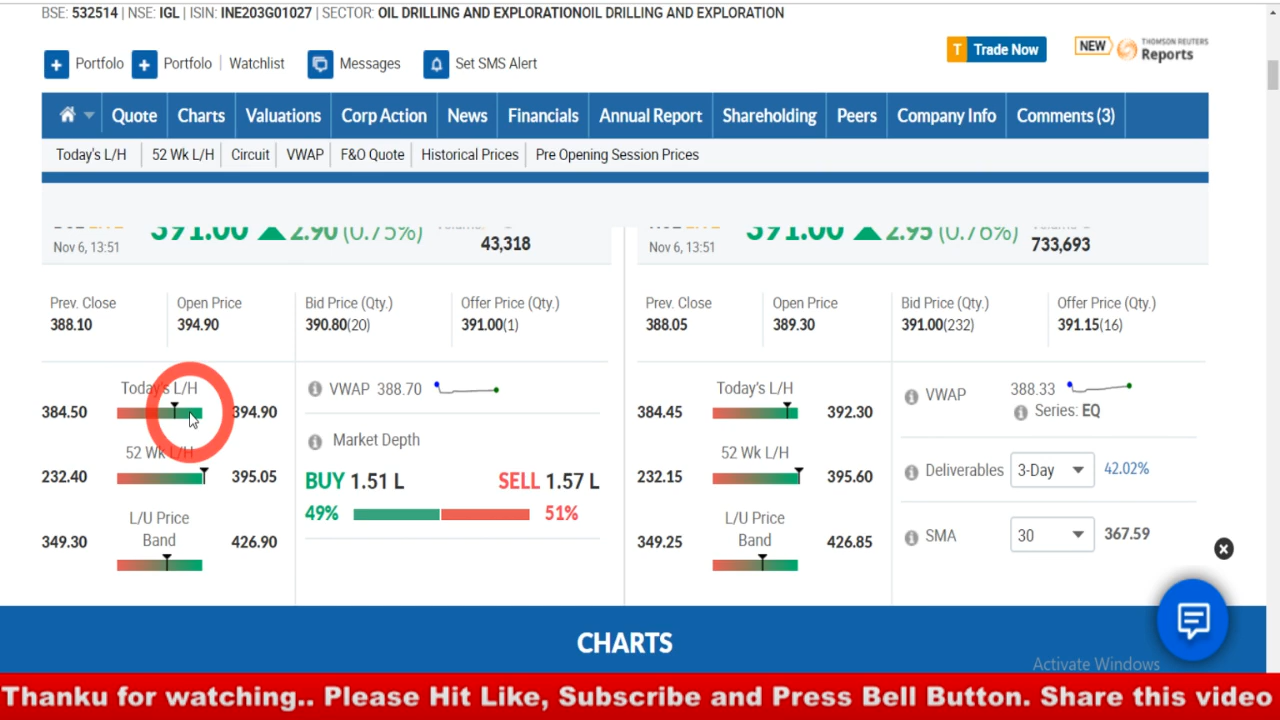 BSE: 532514 | NSE: IGL | ISIN: INE203G01027 | SECTOR: OIL DRILLING AND EXPLORATIONOIL DRILLING AND EXPLORATION
+ Portfolo + Portfolo | Watchlist Messages Set SMS Alert
T Trade Now NEW THOMSON REUTERS Reports
Quote Charts Valuations Corp Action News Financials Annual Report Shareholding Peers Company Info Comments (3)
Today's L/H | 52 Wk L/H | Circuit | VWAP | F&O Quote | Historical Prices | Pre Opening Session Prices
391.00 2.90 (0.75%) 391.00 2.95 (0.76%)
Nov 6, 13:51 43,318 Nov 6, 13:51 733,693
Prev. Close Open Price Bid Price (Qty.) Offer Price (Qty.) Prev. Close Open Price Bid Price (Qty.) Offer Price (Qty.)
388.10 394.90 390.80(20) 391.00(1) 388.05 389.30 391.00(232) 391.15(16)
Today's L/H
384.50 394.90
52 Wk L/H
232.40 395.05
L/U Price
Band
349.30 426.90
VWAP 388.70
Market Depth
BUY 1.51 L SELL 1.57 L
49% 51%
Today's L/H
384.45 392.30
52 Wk L/H
232.15 395.60
L/U Price
Band
349.25 426.85
VWAP 388.33
Series: EQ
Deliverables 3-Day 42.02%
SMA 30 367.59
CHARTS
Activate Windows
Thanku for watching.. Please Hit Like, Subscribe and Press Bell Button. Share this video